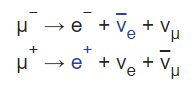 μ⁻ → e⁻ + ν̅ₑ + ν_μ
μ⁺ → e⁺ + νₑ + ν̅_μ